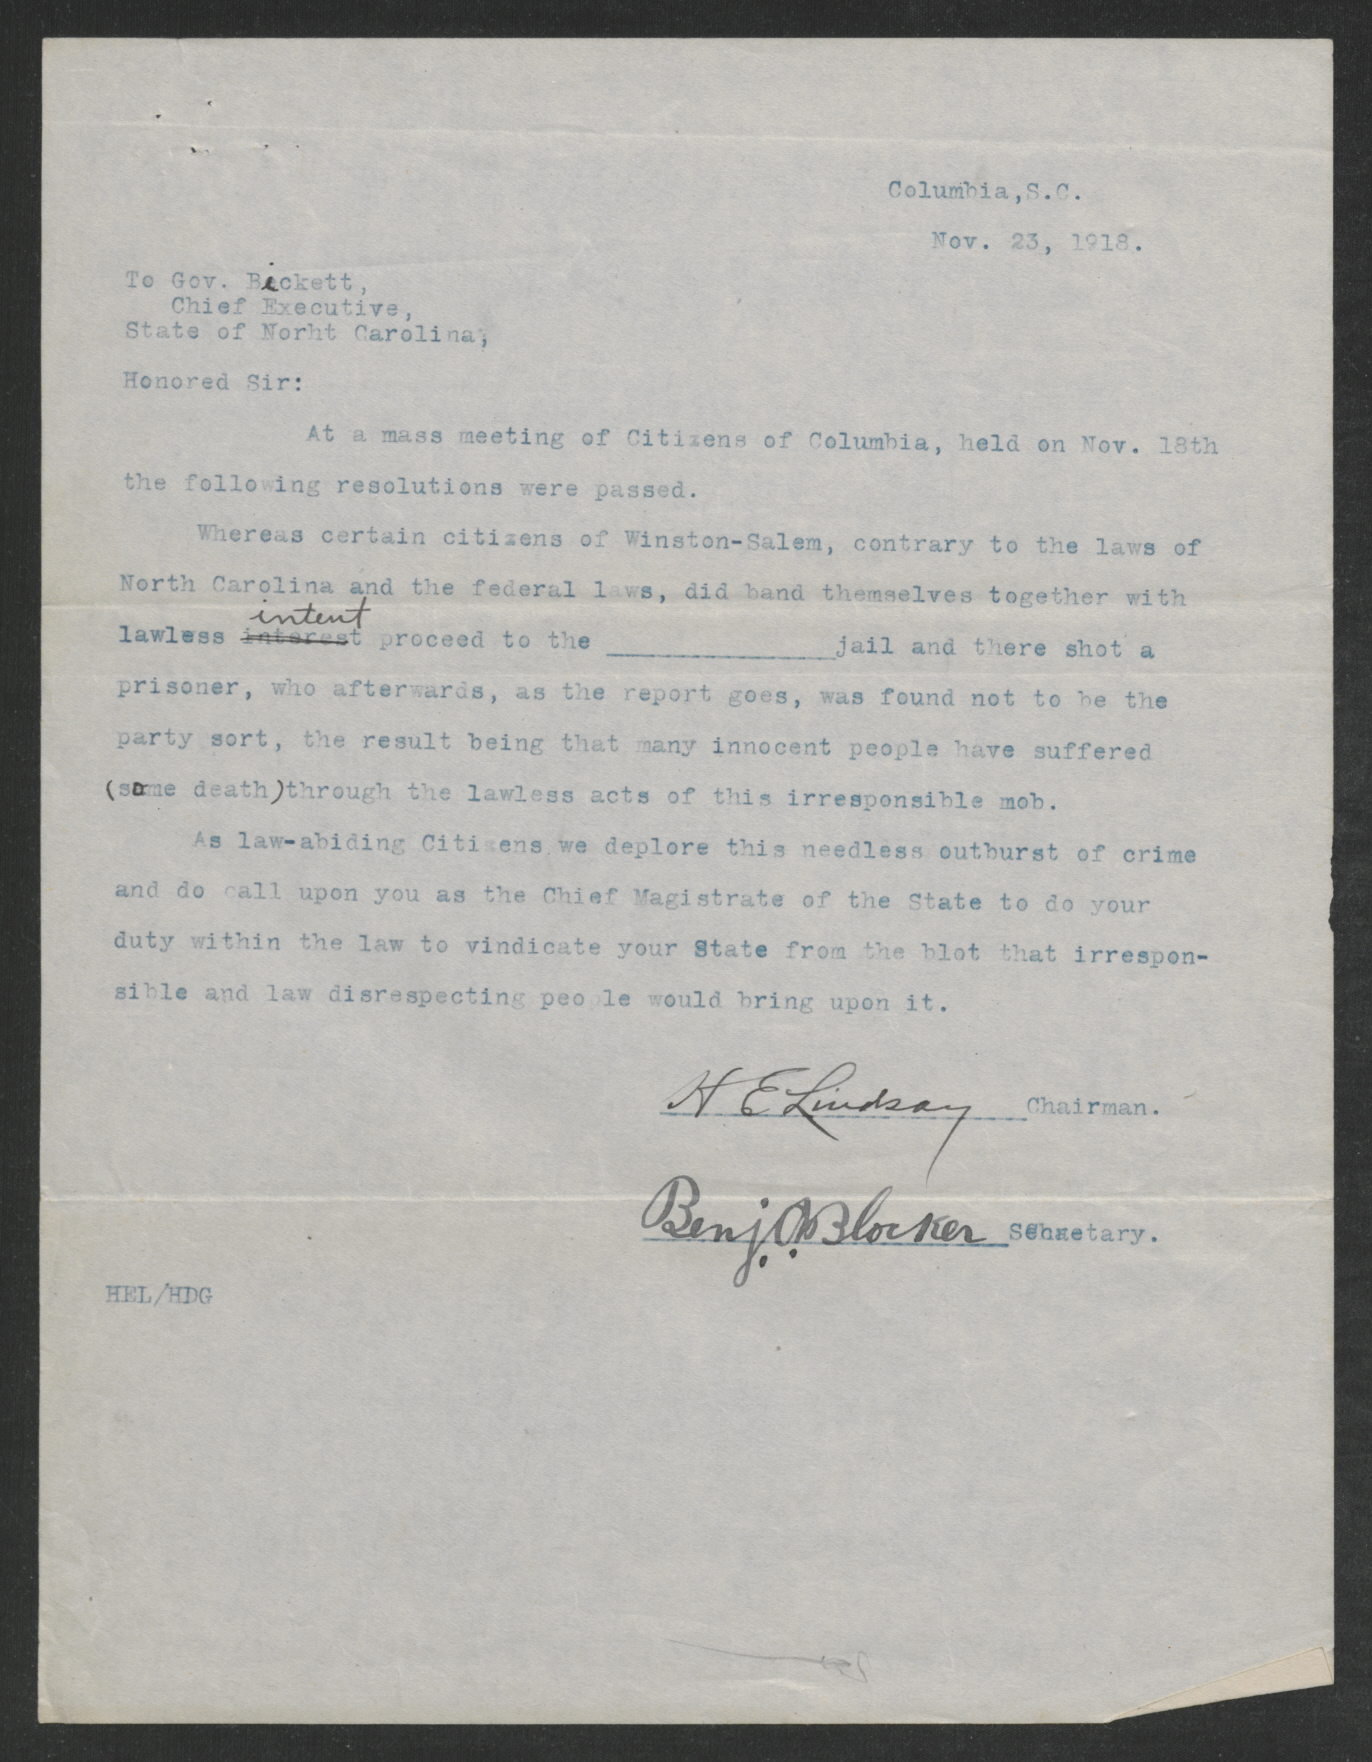 Columbia,S.C.
Nov. 23, 1918.
To Gov. Bickett,
Chief Executive,
State of Norht Carolina,
Honored Sir:
At a mass meeting of Citizens of Columbia, held on Nov. 18th
the following resolutions were passed.
Whereas certain citizens of Winston-Salem, contrary to the laws of
North Carolina and the federal laws, did band themselves together with
intent
lawless interest proceed to the ______________jail and there shot a
prisoner, who afterwards, as the report goes, was found not to be the
party sort, the result being that many innocent people have suffered
(some death)through the lawless acts of this irresponsible mob.
As law-abiding Citizens we deplore this needless outburst of crime
and do call upon you as the Chief Magistrate of the State to do your
duty within the law to vindicate your State from the blot that irrespon-
sible and law disrespecting people would bring upon it.
H E Lindsay Chairman.
Benj. O. Blocker Secretary.
HEL/HDG